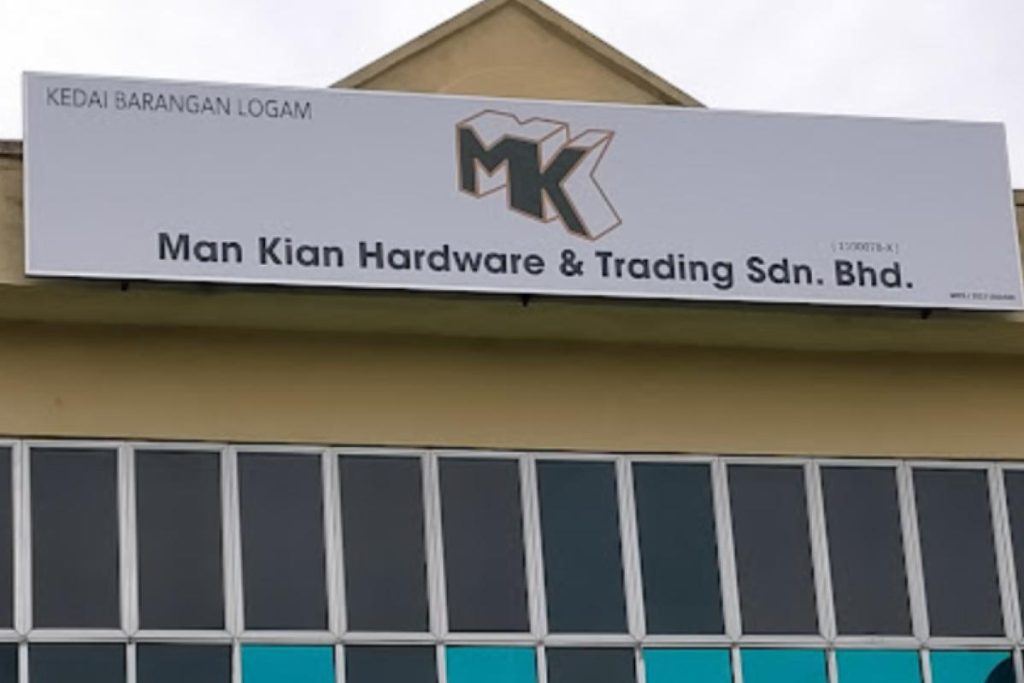 KEDAI BARANGAN LOGAM
MK
Man Kian Hardware & Trading Sdn. Bhd.